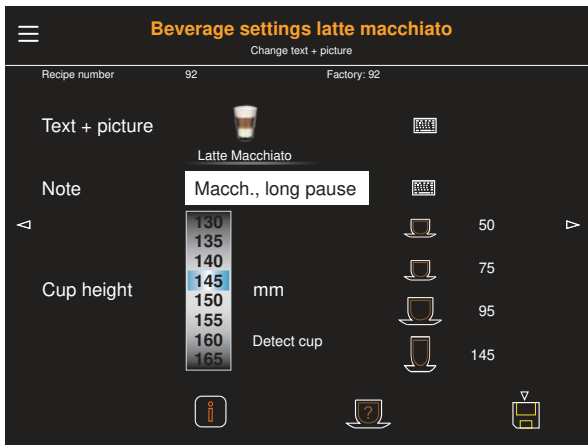 Beverage settings latte macchiato
Change text + picture
Recipe number 92 Factory: 92
Text + picture
Latte Macchiato
Note Macch., long pause
130
135
140
145
150
155
160
165
Cup height mm
Detect cup
50
75
95
145
i
?